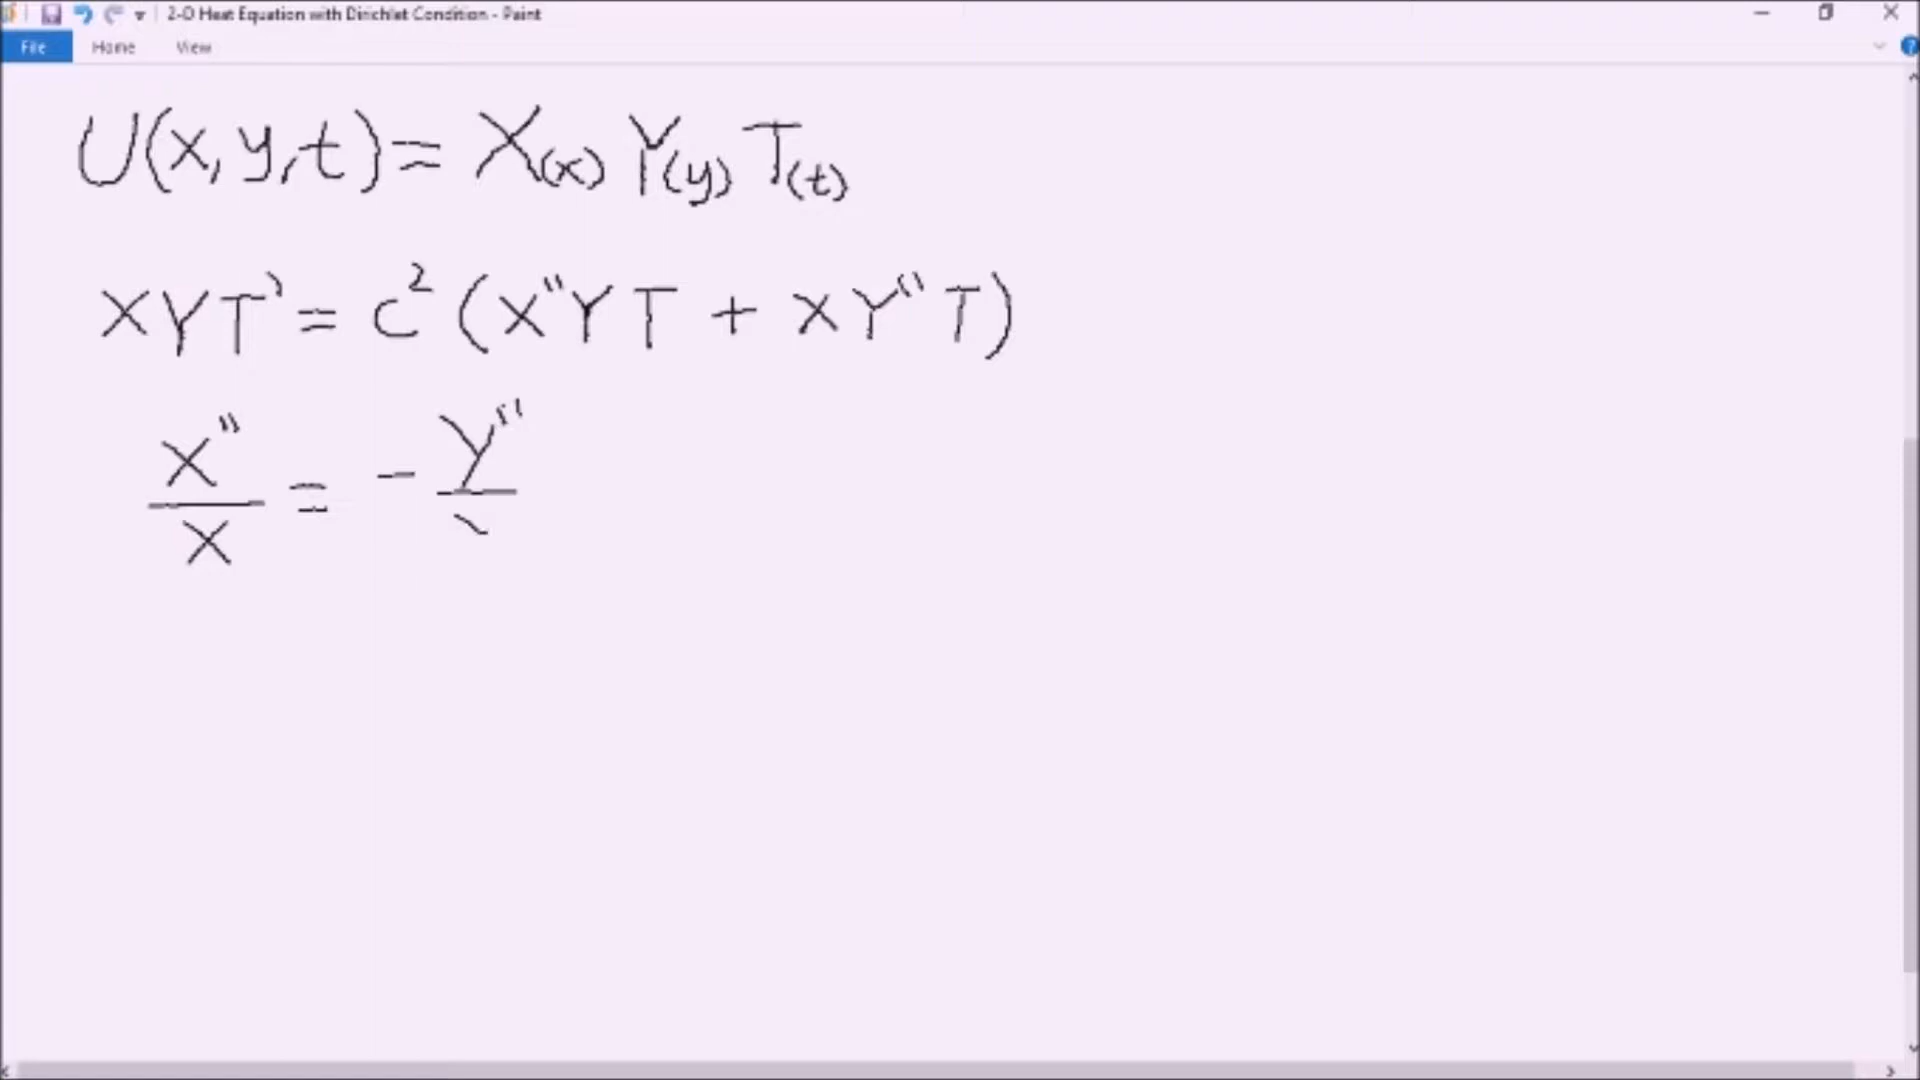 2-D Heat Equation with Dirichlet Condition - Paint
File Home View
U(x,y,t) = X(x) Y(y) T(t)
XYT' = c² (X"YT + XY"T)
X"/X = - Y"/